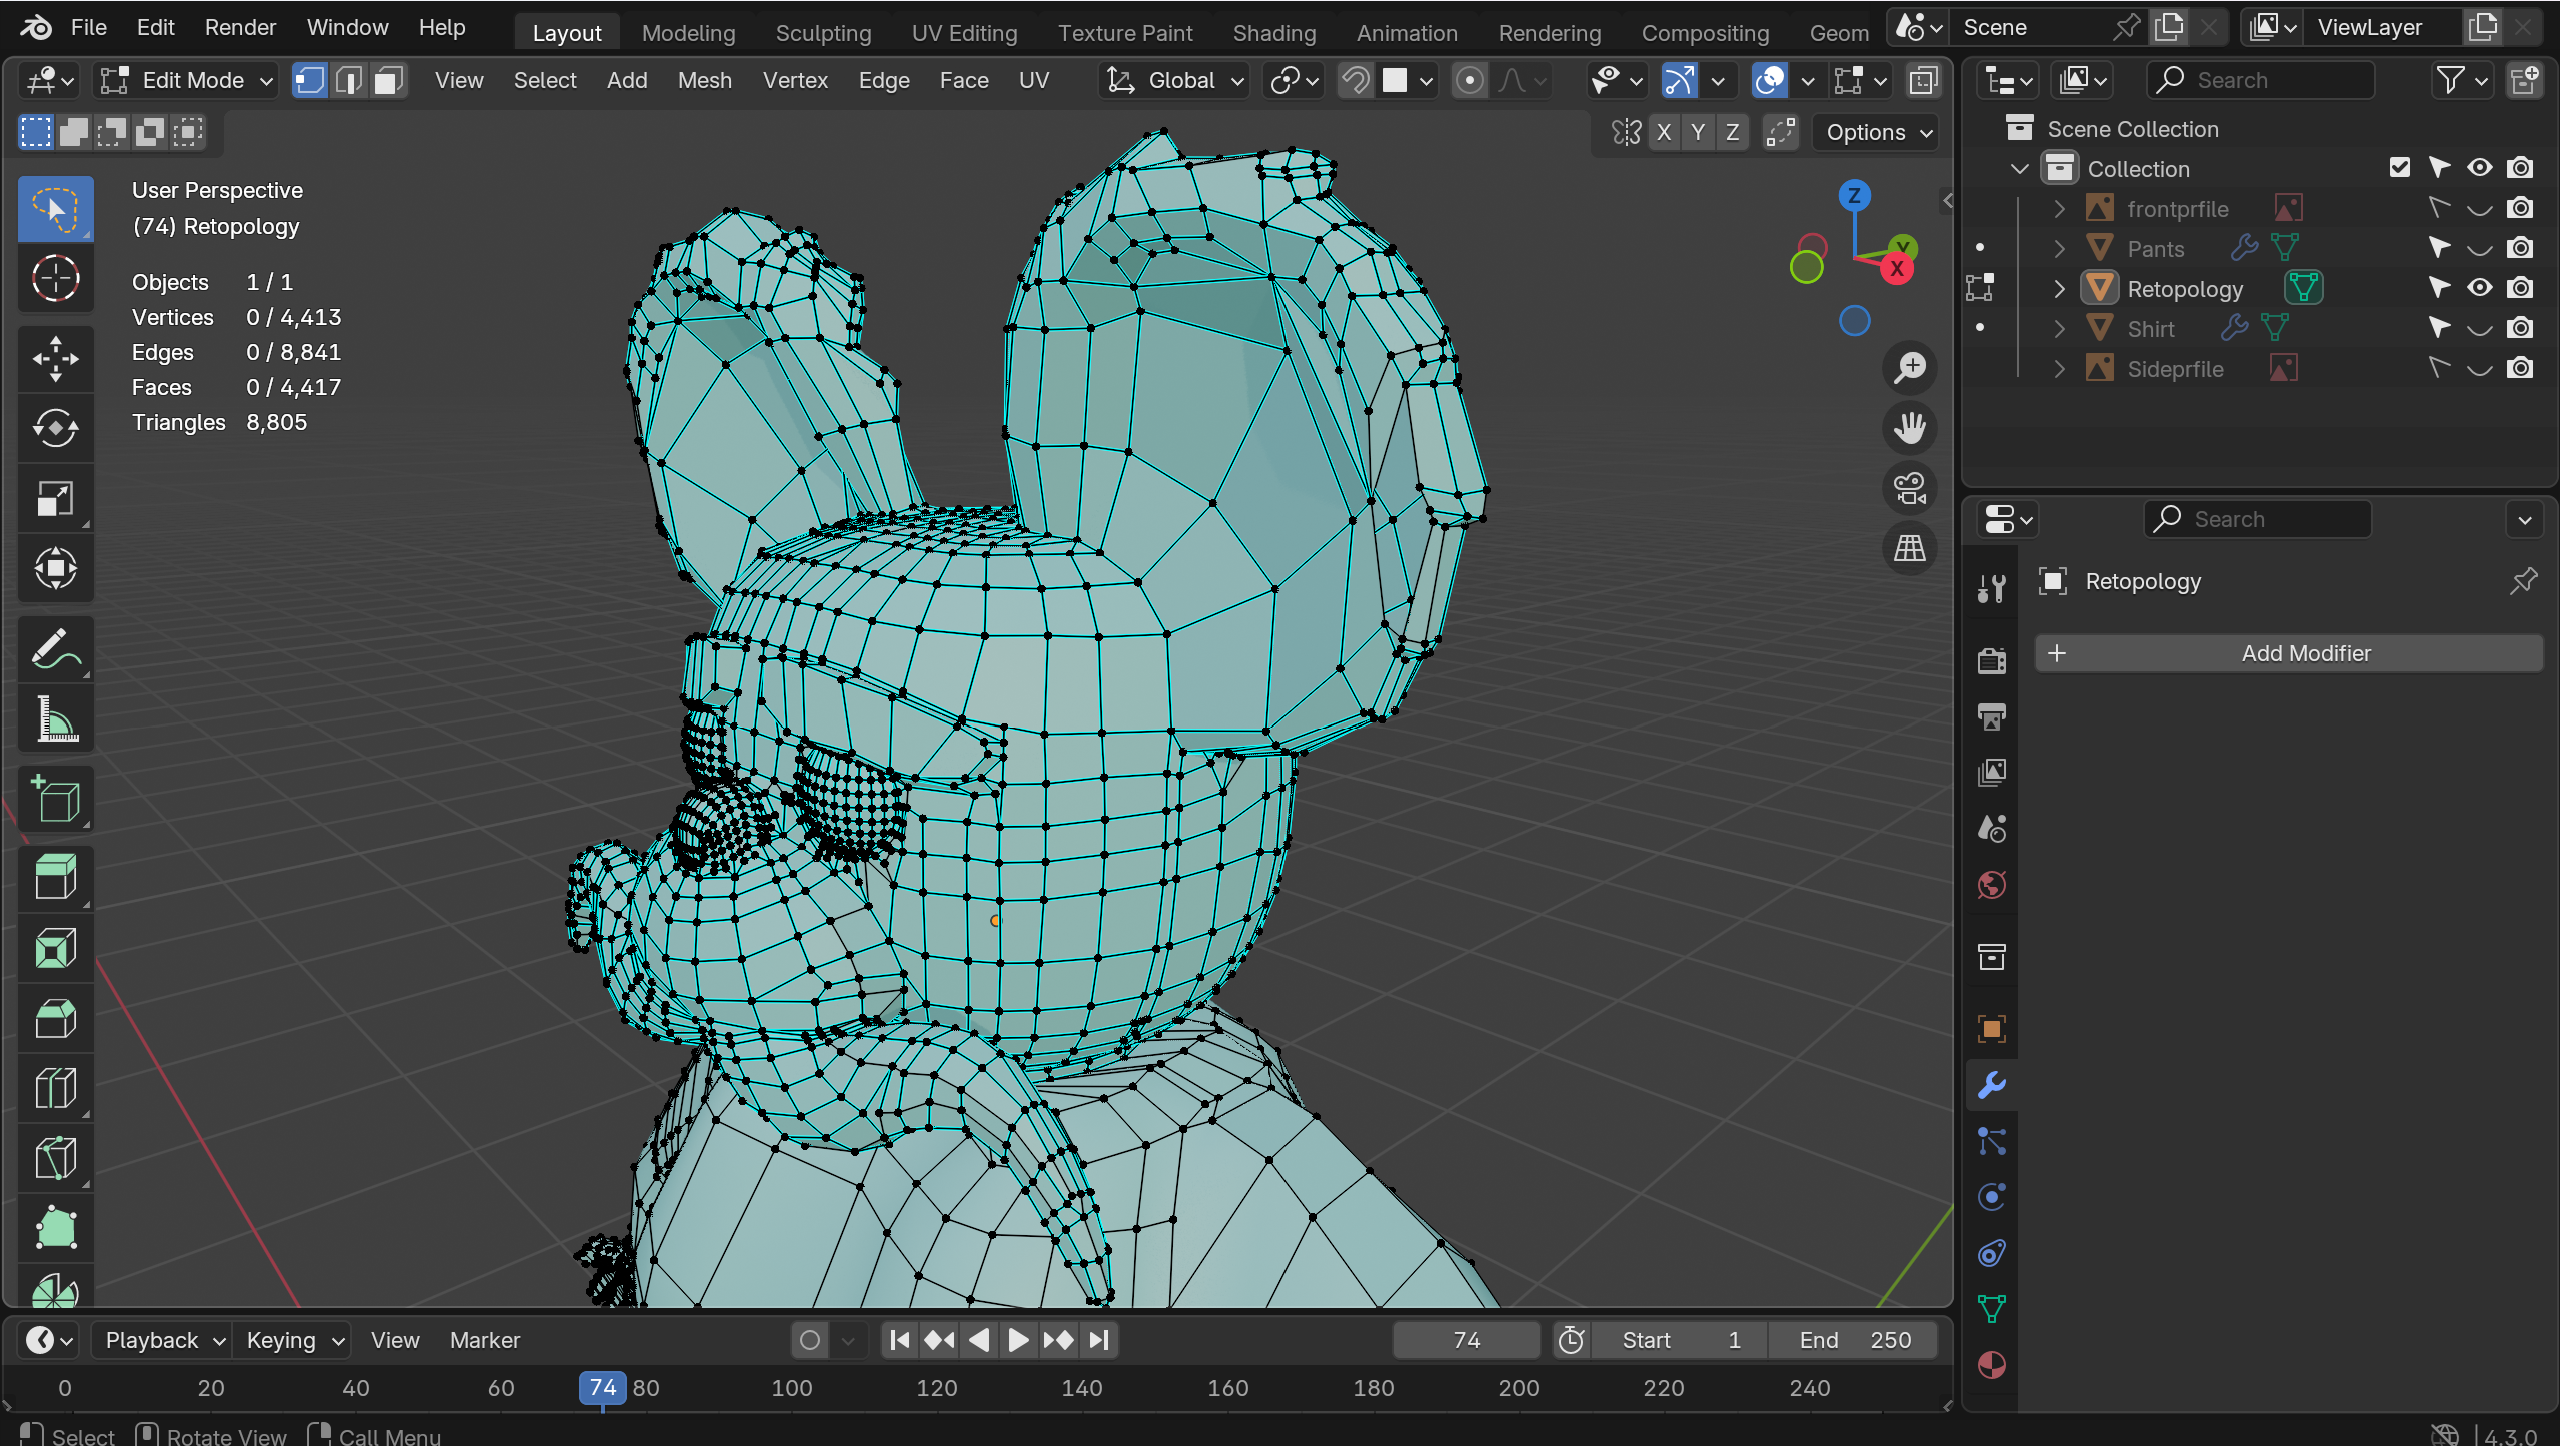 File Edit Render Window Help Layout Modeling Sculpting UV Editing Texture Paint Shading Animation Rendering Compositing Geom Scene ViewLayer
Edit Mode View Select Add Mesh Vertex Edge Face UV Global Search
X Y Z Options
User Perspective
(74) Retopology
Objects 1 / 1
Vertices 0 / 4,413
Edges 0 / 8,841
Faces 0 / 4,417
Triangles 8,805
Z
Y
X
Scene Collection
Collection
frontprfile
Pants
Retopology
Shirt
Sideprfile
Search
Retopology
Add Modifier
Playback Keying View Marker 74 Start 1 End 250
0 20 40 60 74 80 100 120 140 160 180 200 220 240
Select Rotate View Call Menu 4.3.0